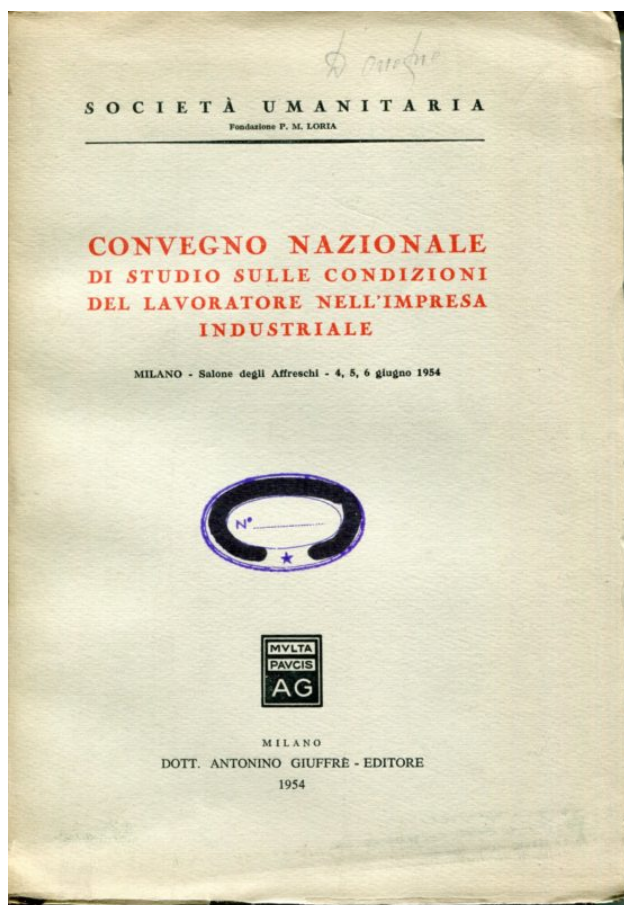 SOCIETÀ UMANITARIA
Fondazione P. M. LORIA
CONVEGNO NAZIONALE
DI STUDIO SULLE CONDIZIONI
DEL LAVORATORE NELL'IMPRESA
INDUSTRIALE
MILANO - Salone degli Affreschi - 4, 5, 6 giugno 1954
N°
MVLTA
PAVCIS
AG
MILANO
DOTT. ANTONINO GIUFFRÈ - EDITORE
1954